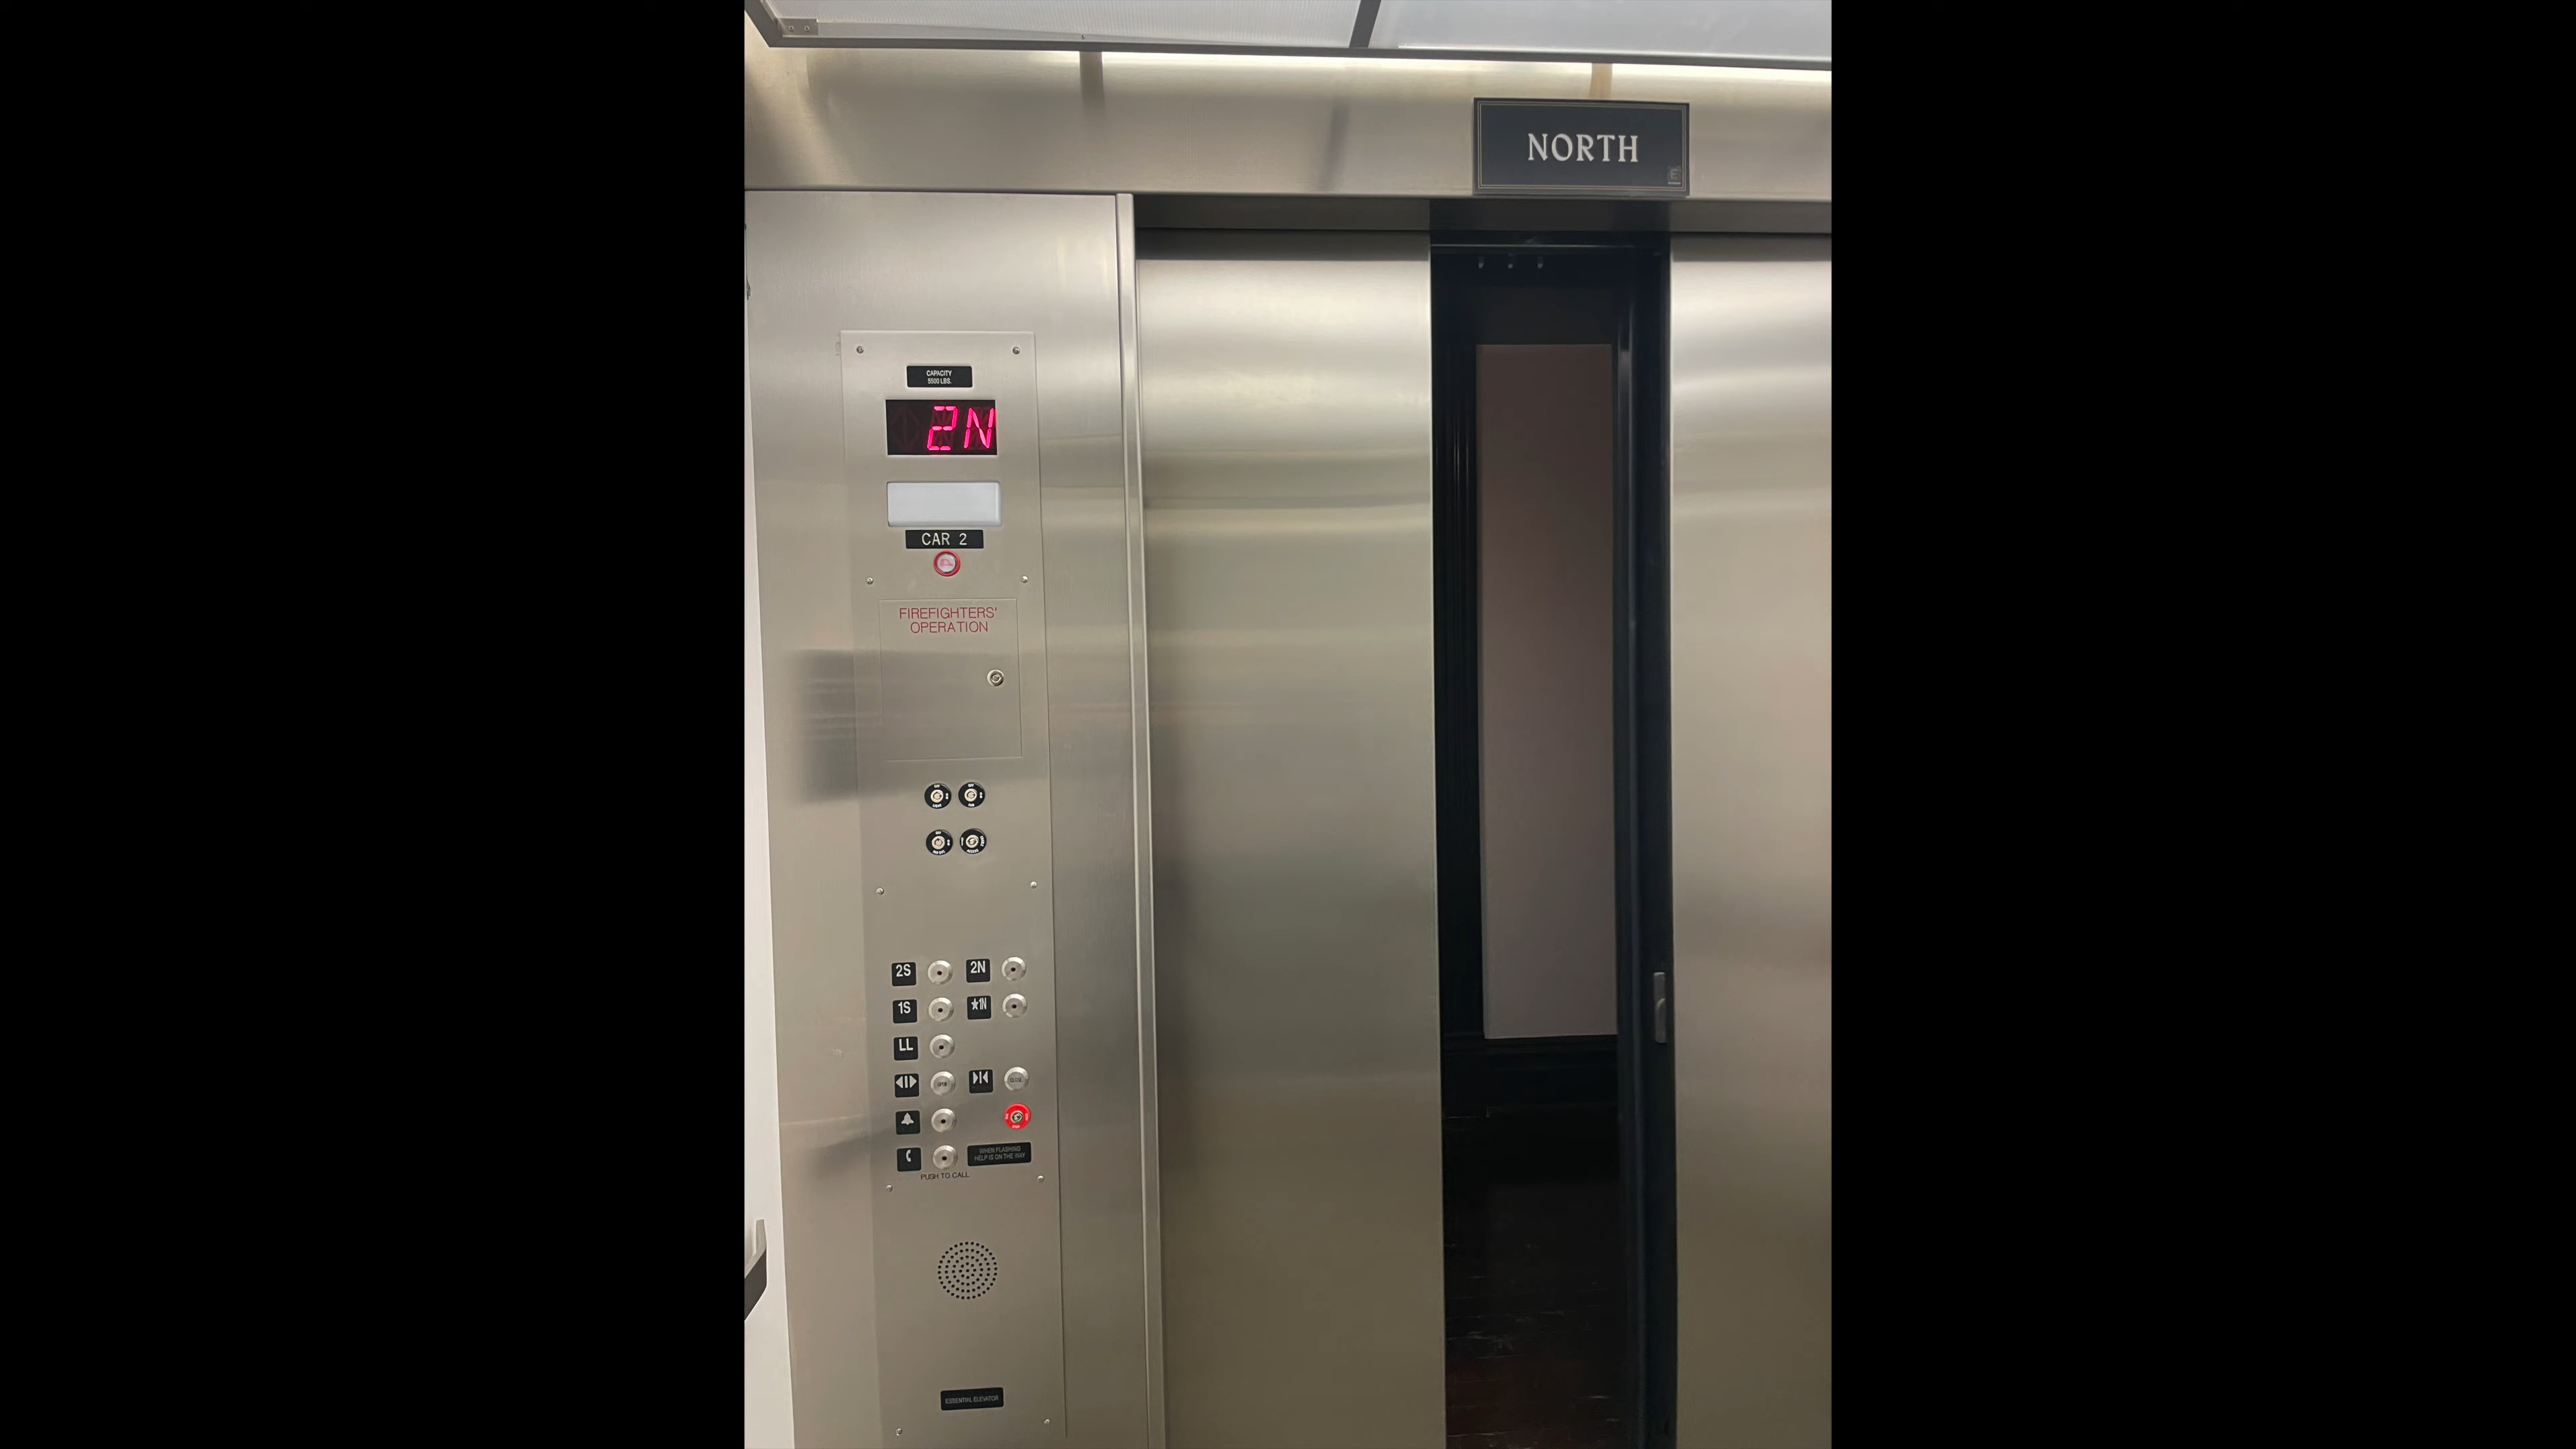 NORTH
CAPACITY
5500 LBS.
2N
CAR 2
FIREFIGHTERS'
OPERATION
2S 2N
1S ★1N
LL
WHEN FLASHING
HELP IS ON THE WAY
PUSH TO CALL
ESSENTIAL ELEVATOR